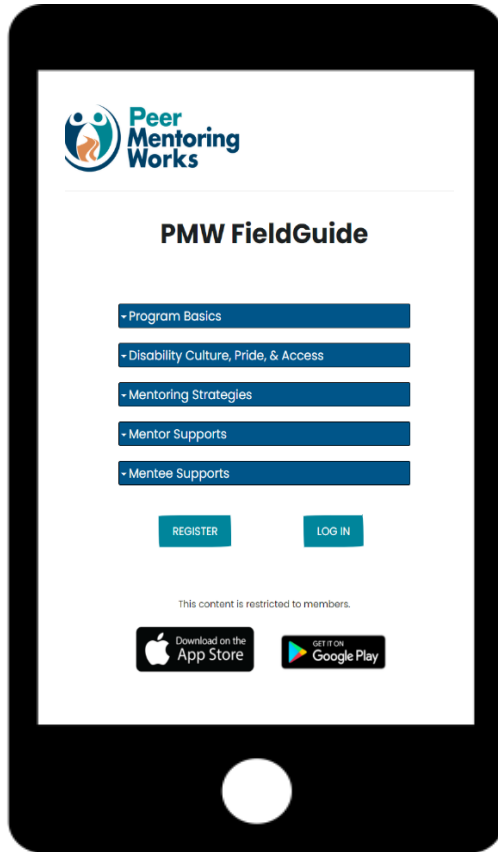 Peer
Mentoring
Works
PMW FieldGuide
Program Basics
Disability Culture, Pride, & Access
Mentoring Strategies
Mentor Supports
Mentee Supports
REGISTER LOG IN
This content is restricted to members.
Download on the
App Store
GET IT ON
Google Play